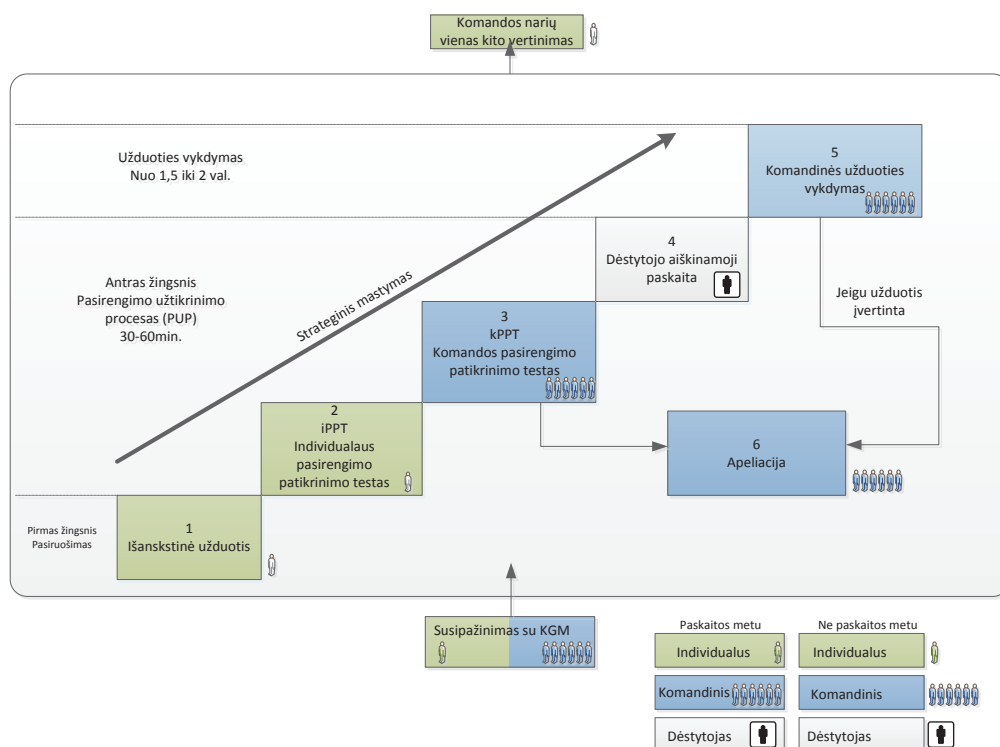 Komandos narių
vienas kito vertinimas
Užduoties vykdymas
Nuo 1,5 iki 2 val.
5
Komandinės užduoties
vykdymas
4
Dėstytojo aiškinamoji
paskaita
Antras žingsnis
Pasirengimo užtikrinimo
procesas (PUP)
30-60min.
Strateginis mastymas
Jeigu užduotis
įvertinta
3
kPPT
Komandos pasirengimo
patikrinimo testas
2
iPPT
Individualaus
pasirengimo
patikrinimo testas
6
Apeliacija
Pirmas žingsnis
Pasiruošimas
1
Išanskstinė užduotis
Susipažinimas su KGM
Paskaitos metu
Individualus
Komandinis
Dėstytojas
Ne paskaitos metu
Individualus
Komandinis
Dėstytojas